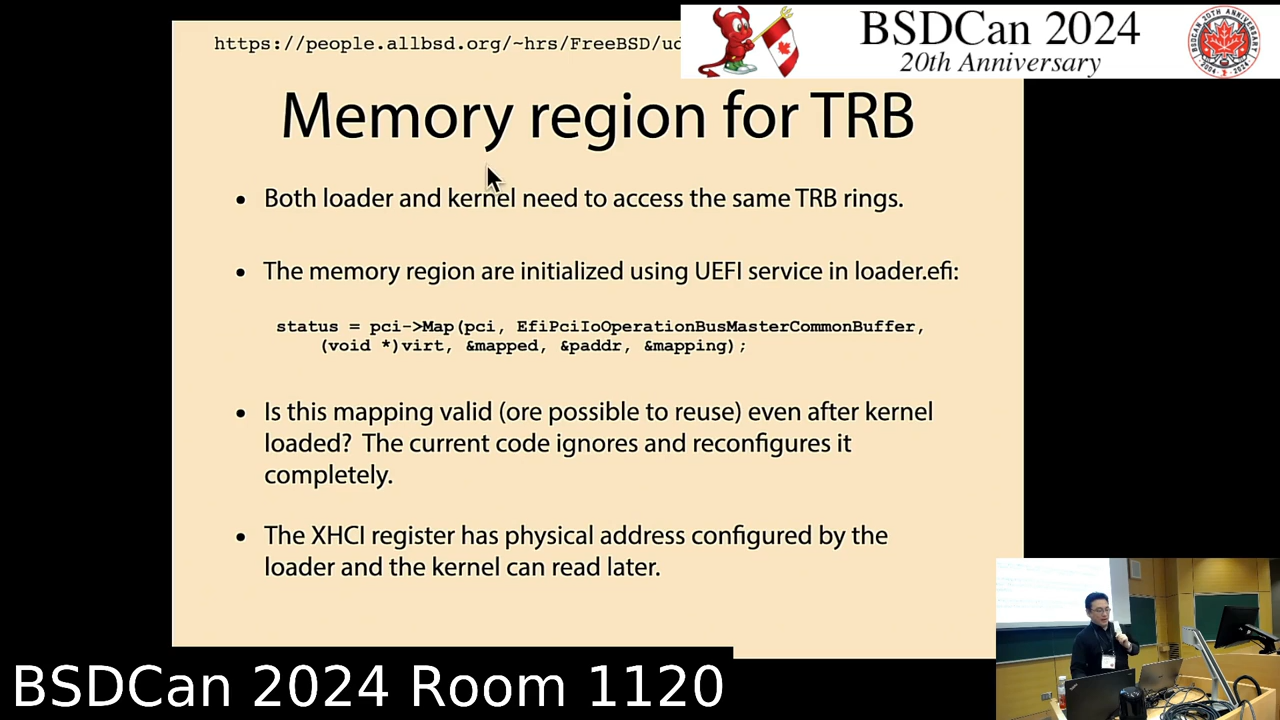 https://people.allbsd.org/~hrs/FreeBSD/ud
BSDCan 2024
20th Anniversary
Memory region for TRB
• Both loader and kernel need to access the same TRB rings.
• The memory region are initialized using UEFI service in loader.efi:
status = pci->Map(pci, EfiPciIoOperationBusMasterCommonBuffer,
(void *)virt, &mapped, &paddr, &mapping);
• Is this mapping valid (ore possible to reuse) even after kernel
loaded? The current code ignores and reconfigures it
completely.
• The XHCI register has physical address configured by the
loader and the kernel can read later.
BSDCan 2024 Room 1120